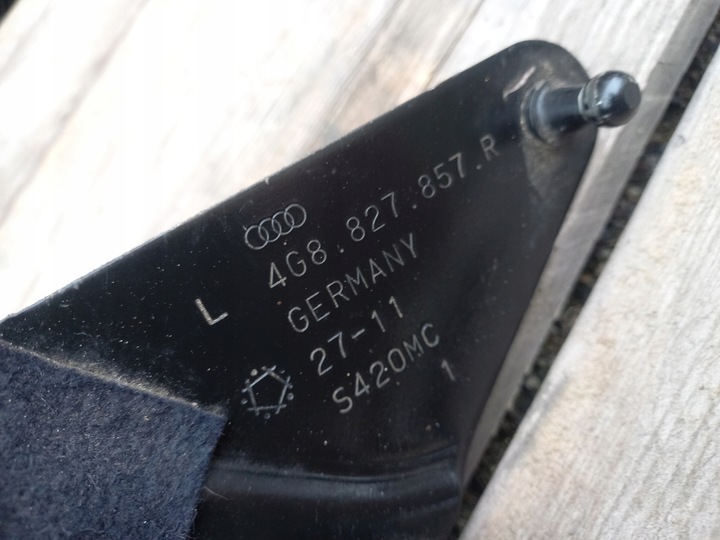 4G8.827.857.R
L
GERMANY
27-11
S420MC
1